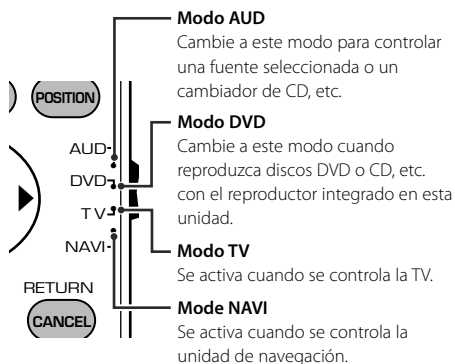 POSITION
AUD
DVD
TV
NAVI
RETURN
CANCEL
Modo AUD
Cambie a este modo para controlar
una fuente seleccionada o un
cambiador de CD, etc.
Modo DVD
Cambie a este modo cuando
reproduzca discos DVD o CD, etc.
con el reproductor integrado en esta
unidad.
Modo TV
Se activa cuando se controla la TV.
Mode NAVI
Se activa cuando se controla la
unidad de navegación.